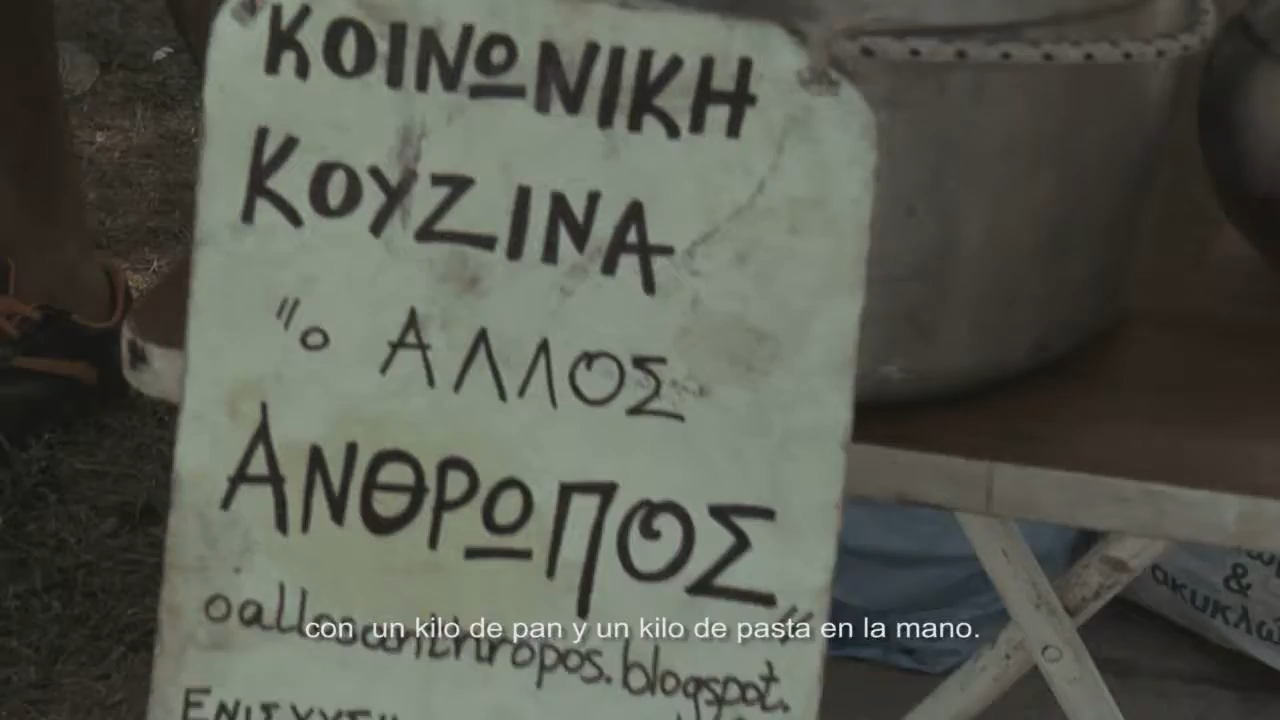 ΚΟΙΝΩΝΙΚΗ
ΚΟΥΖΙΝΑ
"ο ΑΛΛΟΣ
ΑΝΘΡΩΠΟΣ"
oallosanthropos.blogspot.
con un kilo de pan y un kilo de pasta en la mano.
&